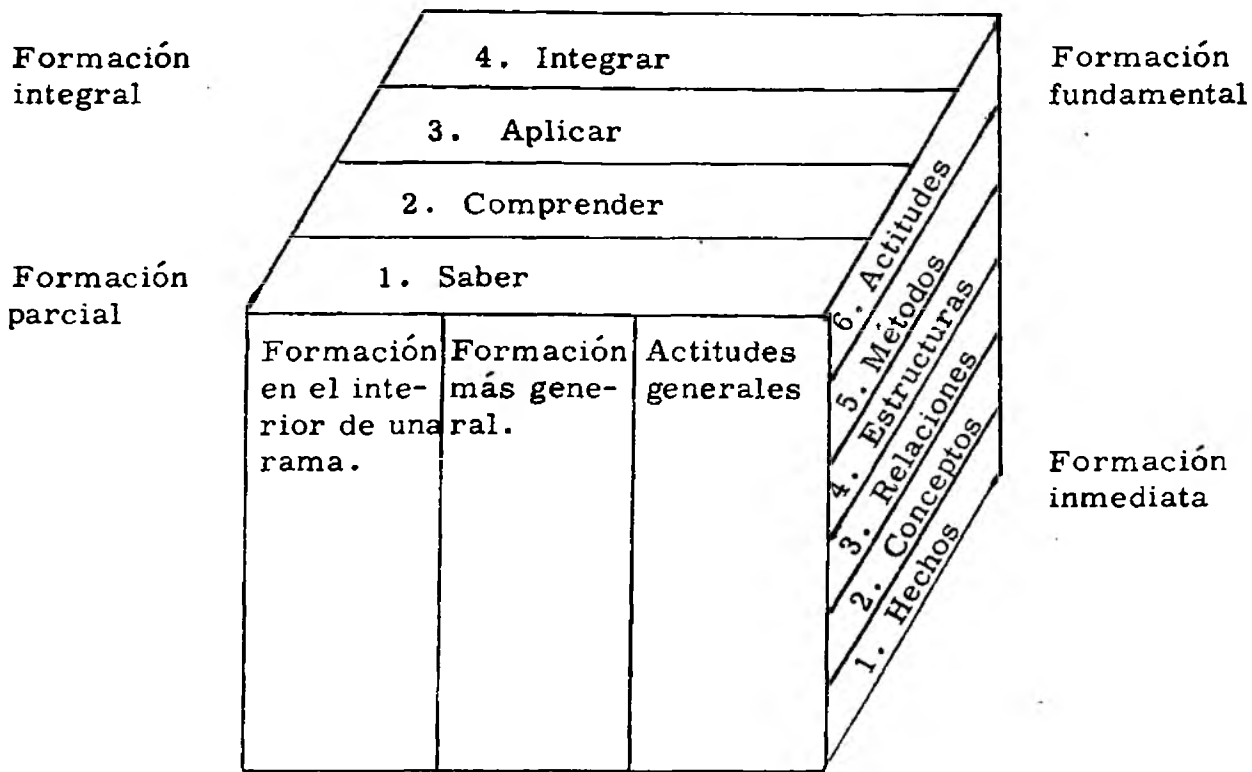 Formación
integral
4. Integrar
Formación
fundamental
3. Aplicar
2. Comprender
Formación
parcial
1. Saber
Formación
en el inte-
rior de una
rama.
Formación
más gene-
ral.
Actitudes
generales
6. Actitudes
5. Métodos
4. Estructuras
3. Relaciones
2. Conceptos
1. Hechos
Formación
inmediata